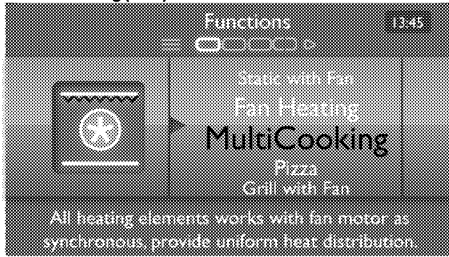 Functions
13:45
Static with Fan
Fan Heating
MultiCooking
Pizza
Grill with Fan
All heating elements works with fan motor as
synchronous, provide uniform heat distribution.